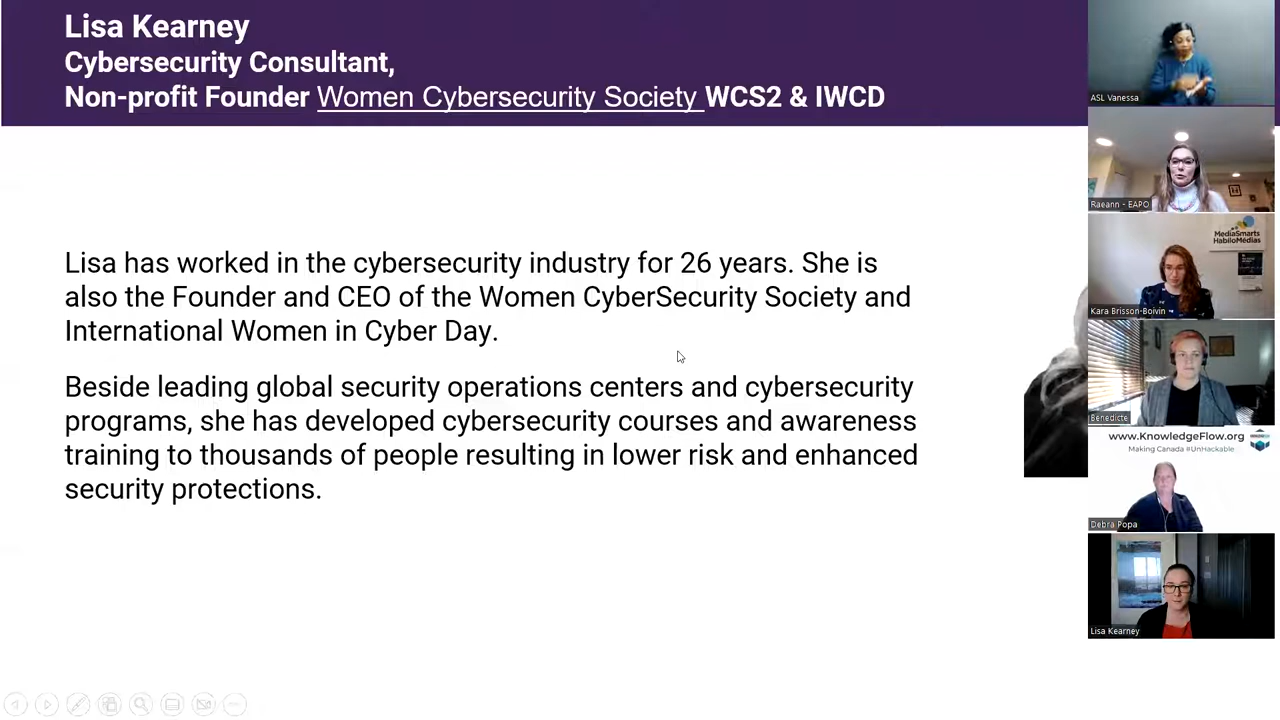 Lisa Kearney
Cybersecurity Consultant,
Non-profit Founder Women Cybersecurity Society WCS2 & IWCD
Lisa has worked in the cybersecurity industry for 26 years. She is
also the Founder and CEO of the Women CyberSecurity Society and
International Women in Cyber Day.
Beside leading global security operations centers and cybersecurity
programs, she has developed cybersecurity courses and awareness
training to thousands of people resulting in lower risk and enhanced
security protections.
ASL Vanessa
Raeann - EAPO
MediaSmarts
HabiloMédias
Kara Brisson-Boivin
Benedicte
www.KnowledgeFlow.org
Making Canada #UnHackable
Debra Popa
Lisa Kearney